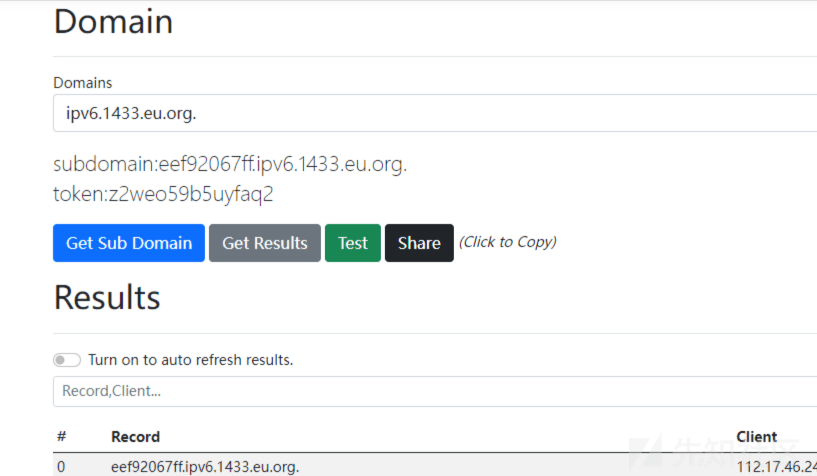 Domain
Domains
ipv6.1433.eu.org.
subdomain:eef92067ff.ipv6.1433.eu.org.
token:z2weo59b5uyfaq2
Get Sub Domain Get Results Test Share (Click to Copy)
Results
Turn on to auto refresh results.
Record,Client...
# Record Client
0 eef92067ff.ipv6.1433.eu.org. 112.17.46.24
先知社区